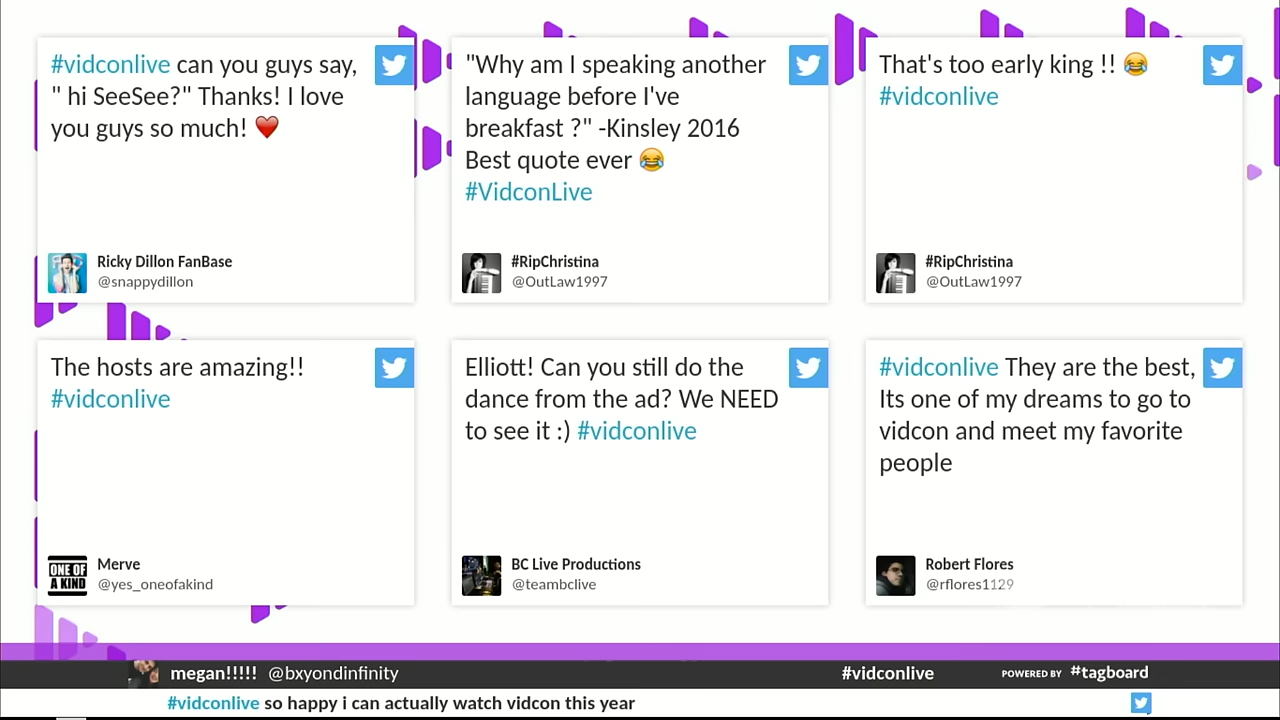 #vidconlive can you guys say,
" hi SeeSee?" Thanks! I love
you guys so much! ❤️
Ricky Dillon FanBase
@snappydillon
"Why am I speaking another
language before I've
breakfast ?" -Kinsley 2016
Best quote ever 😂
#VidconLive
#RipChristina
@OutLaw1997
That's too early king !! 😂
#vidconlive
#RipChristina
@OutLaw1997
The hosts are amazing!!
#vidconlive
ONE OF
A KIND
Merve
@yes_oneofakind
Elliott! Can you still do the
dance from the ad? We NEED
to see it :) #vidconlive
BC Live Productions
@teambclive
#vidconlive They are the best,
Its one of my dreams to go to
vidcon and meet my favorite
people
Robert Flores
@rflores1129
megan!!!!! @bxyondinfinity
#vidconlive
POWERED BY #tagboard
#vidconlive so happy i can actually watch vidcon this year